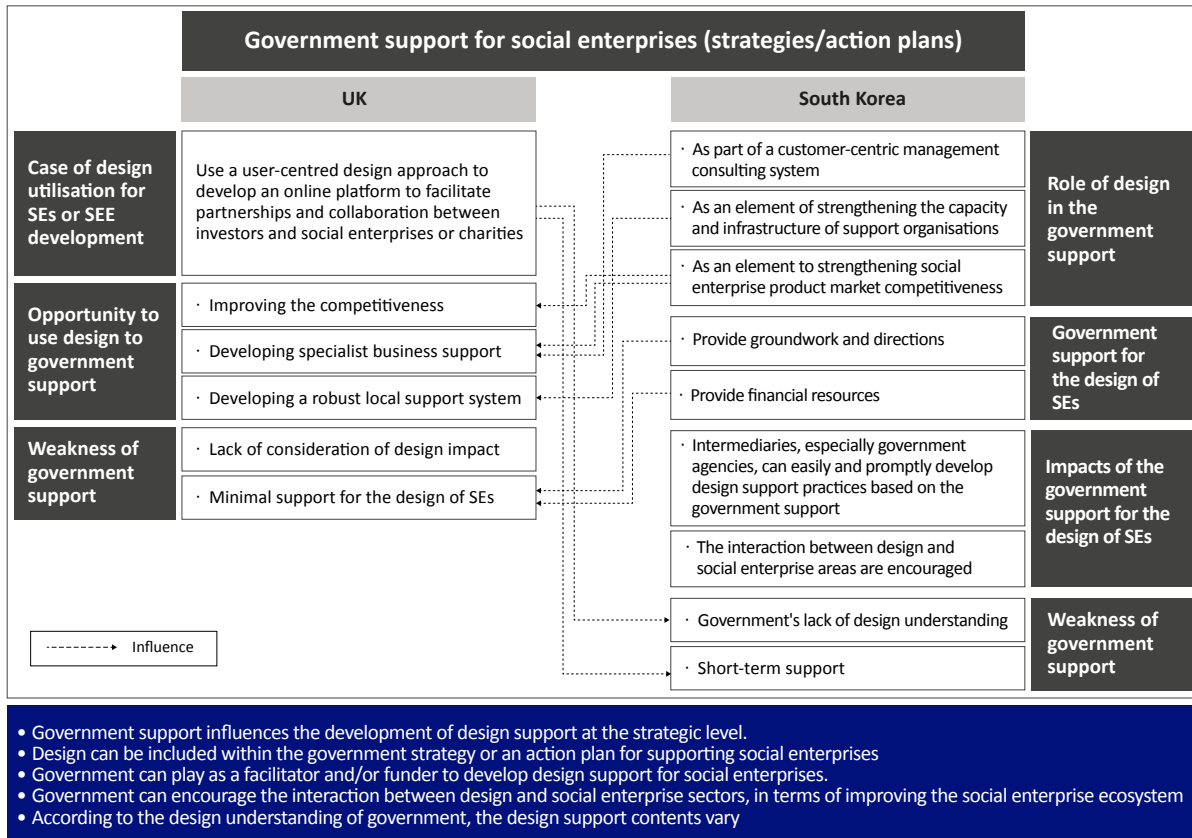 Government support for social enterprises (strategies/action plans)
UK
South Korea
Case of design
utilisation for
SEs or SEE
development
Use a user-centred design approach to
develop an online platform to facilitate
partnerships and collaboration between
investors and social enterprises or charities
Opportunity to
use design to
government
support
· Improving the competitiveness
· Developing specialist business support
· Developing a robust local support system
Weakness of
government
support
· Lack of consideration of design impact
· Minimal support for the design of SEs
· As part of a customer-centric management
consulting system
· As an element of strengthening the capacity
and infrastructure of support organisations
· As an element to strengthening social
enterprise product market competitiveness
Role of design
in the
government
support
· Provide groundwork and directions
· Provide financial resources
Government
support for
the design of
SEs
· Intermediaries, especially government
agencies, can easily and promptly develop
design support practices based on the
government support
· The interaction between design and
social enterprise areas are encouraged
Impacts of the
government
support for the
design of SEs
· Government's lack of design understanding
· Short-term support
Weakness of
government
support
Influence
• Government support influences the development of design support at the strategic level.
• Design can be included within the government strategy or an action plan for supporting social enterprises
• Government can play as a facilitator and/or funder to develop design support for social enterprises.
• Government can encourage the interaction between design and social enterprise sectors, in terms of improving the social enterprise ecosystem
• According to the design understanding of government, the design support contents vary